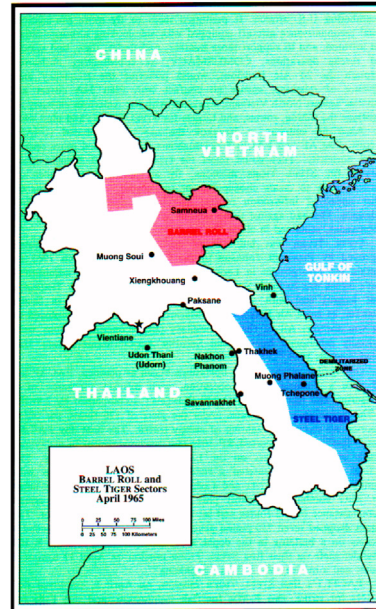 CHINA
NORTH
VIETNAM
Samneua
BARREL ROLL
Muong Soui
GULF OF
TONKIN
Xiengkhouang
Vinh
Paksane
Vientiane
Udon Thani
(Udorn)
Nakhon
Phanom
Thakhek
DEMILITARIZED
ZONE
Muong Phalane
Tchepone
THAILAND
Savannakhet
STEEL TIGER
LAOS
BARREL ROLL and
STEEL TIGER Sectors
April 1965
0 25 50 75 100 Miles
0 25 50 75 100 Kilometers
CAMBODIA